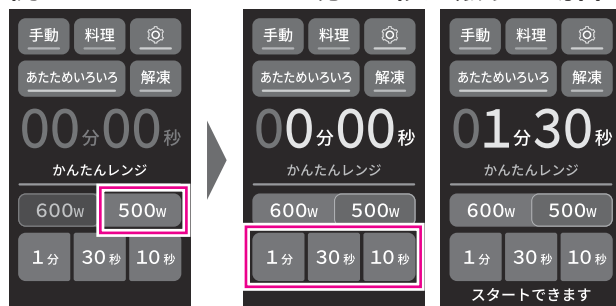 手動 料理
あたためいろいろ 解凍
00分00秒
かんたんレンジ
600W 500W
1分 30秒 10秒
手動 料理
あたためいろいろ 解凍
00分00秒
かんたんレンジ
600W 500W
1分 30秒 10秒
手動 料理
あたためいろいろ 解凍
01分30秒
かんたんレンジ
600W 500W
1分 30秒 10秒
スタートできます